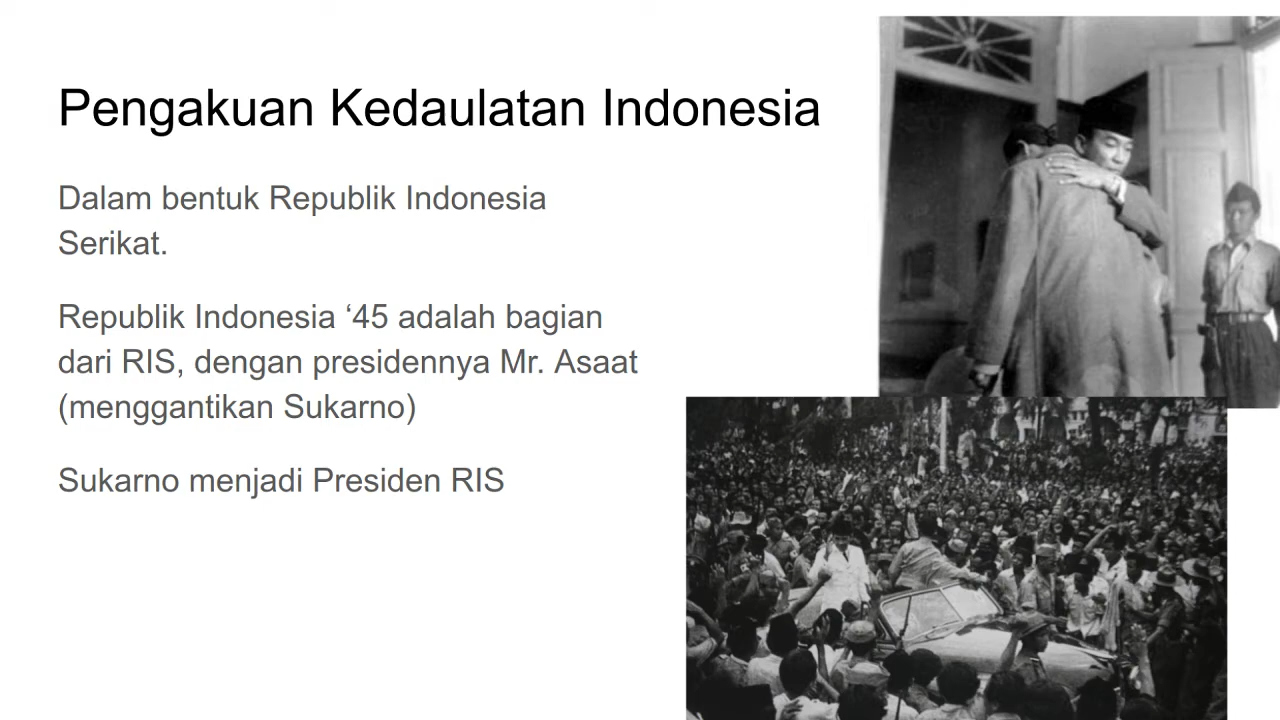 Pengakuan Kedaulatan Indonesia
Dalam bentuk Republik Indonesia
Serikat.
Republik Indonesia ‘45 adalah bagian
dari RIS, dengan presidennya Mr. Asaat
(menggantikan Sukarno)
Sukarno menjadi Presiden RIS